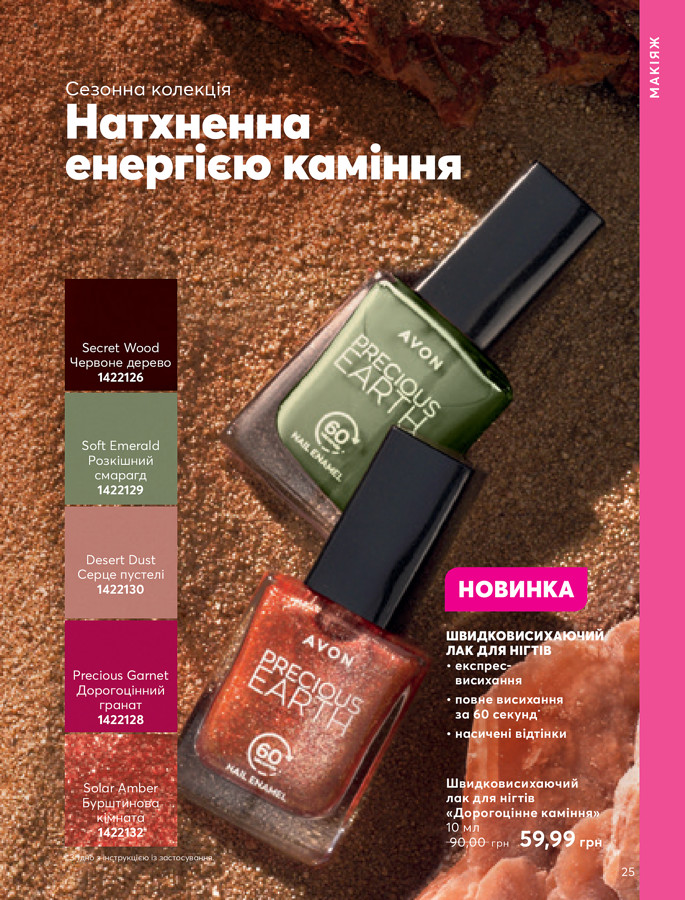 МАКІЯЖ
Сезонна колекція
Натхненна
енергією каміння
Secret Wood
Червоне дерево
1422126
Soft Emerald
Розкішний
смарагд
1422129
Desert Dust
Серце пустелі
1422130
Precious Garnet
Дорогоцінний
гранат
1422128
Solar Amber
Бурштинова
кімната
1422132*
AVON
PRECIOUS
EARTH
60
NAIL ENAMEL
AVON
PRECIOUS
EARTH
60
NAIL ENAMEL
НОВИНКА
ШВИДКОВИСИХАЮЧИЙ
ЛАК ДЛЯ НІГТІВ
• експрес-
висихання
• повне висихання
за 60 секунд*
• насичені відтінки
Швидковисихаючий
лак для нігтів
«Дорогоцінне каміння»
10 мл
90,00 грн 59,99 грн
з інструкцією із застосування.
25